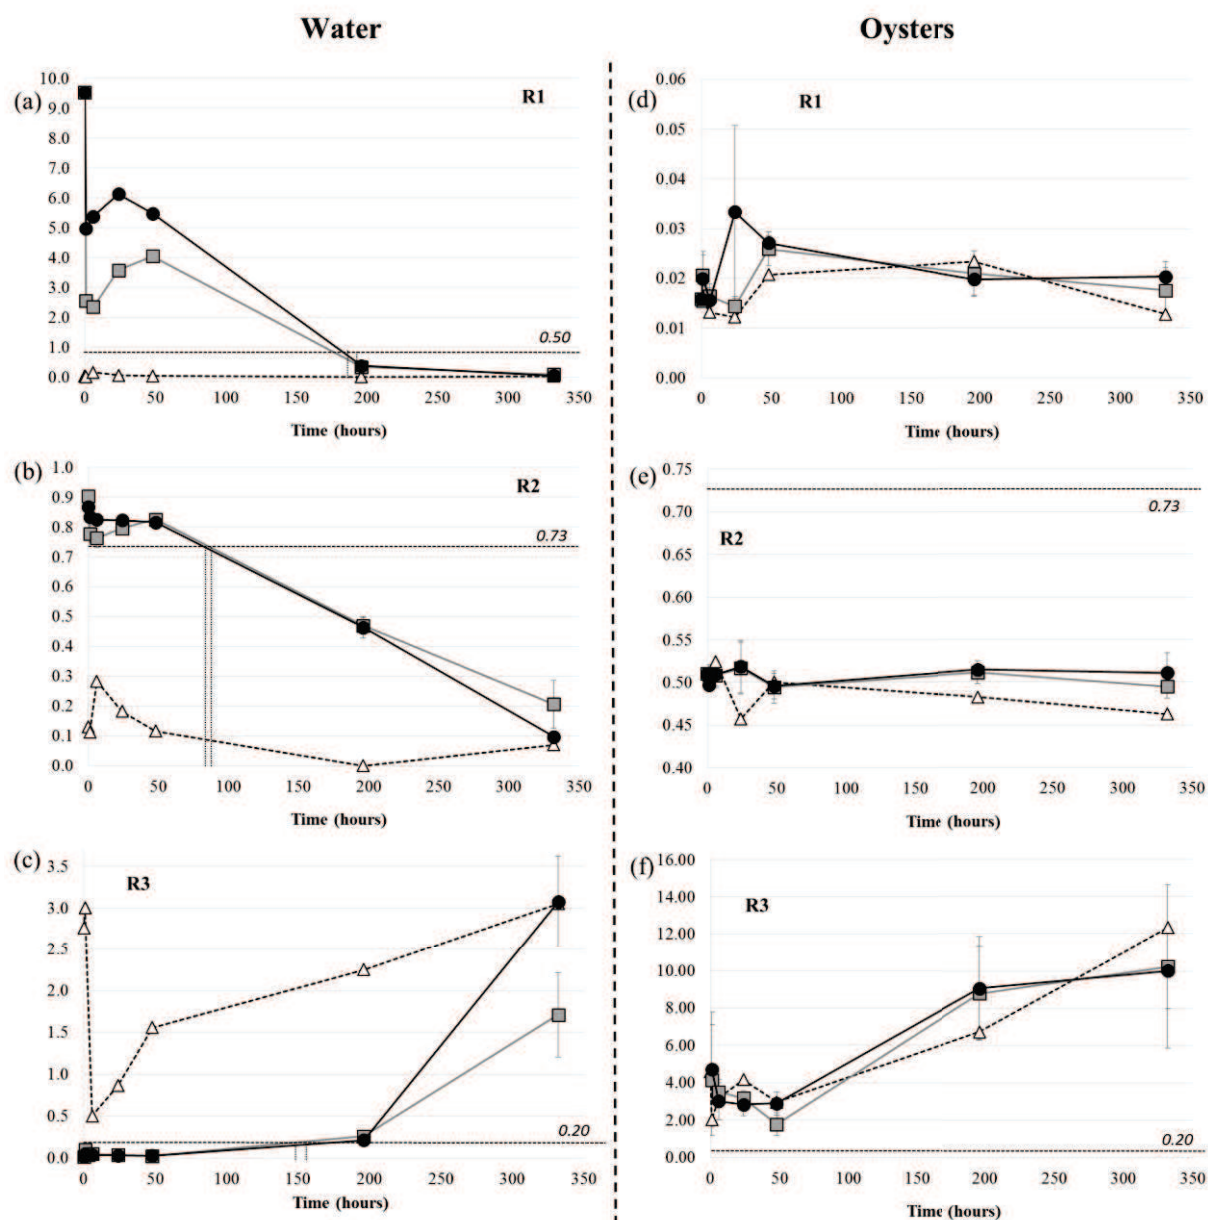 Water
Oysters
(a)
R1
10.0
9.0
8.0
7.0
6.0
5.0
4.0
3.0
2.0
1.0
0.0
0.50
0 50 100 150 200 250 300 350
Time (hours)
(d)
R1
0.06
0.05
0.04
0.03
0.02
0.01
0.00
0 50 100 150 200 250 300 350
Time (hours)
(b)
R2
1.0
0.9
0.8
0.7
0.6
0.5
0.4
0.3
0.2
0.1
0.0
0.73
0 50 100 150 200 250 300 350
Time (hours)
(e)
R2
0.75
0.70
0.65
0.60
0.55
0.50
0.45
0.40
0.73
0 50 100 150 200 250 300 350
Time (hours)
(c)
R3
3.5
3.0
2.5
2.0
1.5
1.0
0.5
0.0
0.20
0 50 100 150 200 250 300 350
Time (hours)
(f)
R3
16.00
14.00
12.00
10.00
8.00
6.00
4.00
2.00
0.00
0.20
0 50 100 150 200 250 300 350
Time (hours)